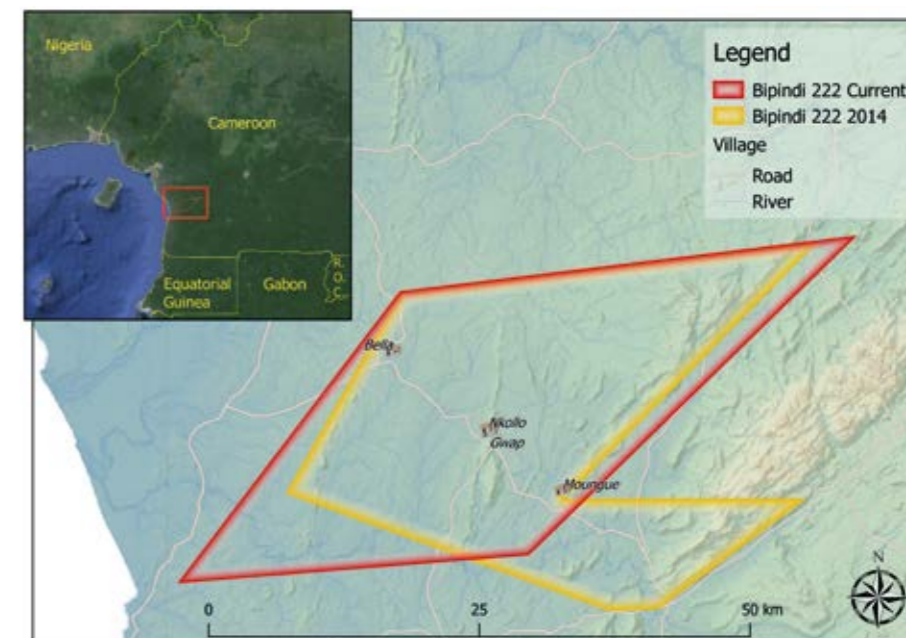 Nigeria
Cameroon
Equatorial
Guinea
Gabon
R
O
C
Legend
Bipindi 222 Current
Bipindi 222 2014
Village
Road
River
Bella
Nkollo
Gwap
Moungue
N
0 25 50 km